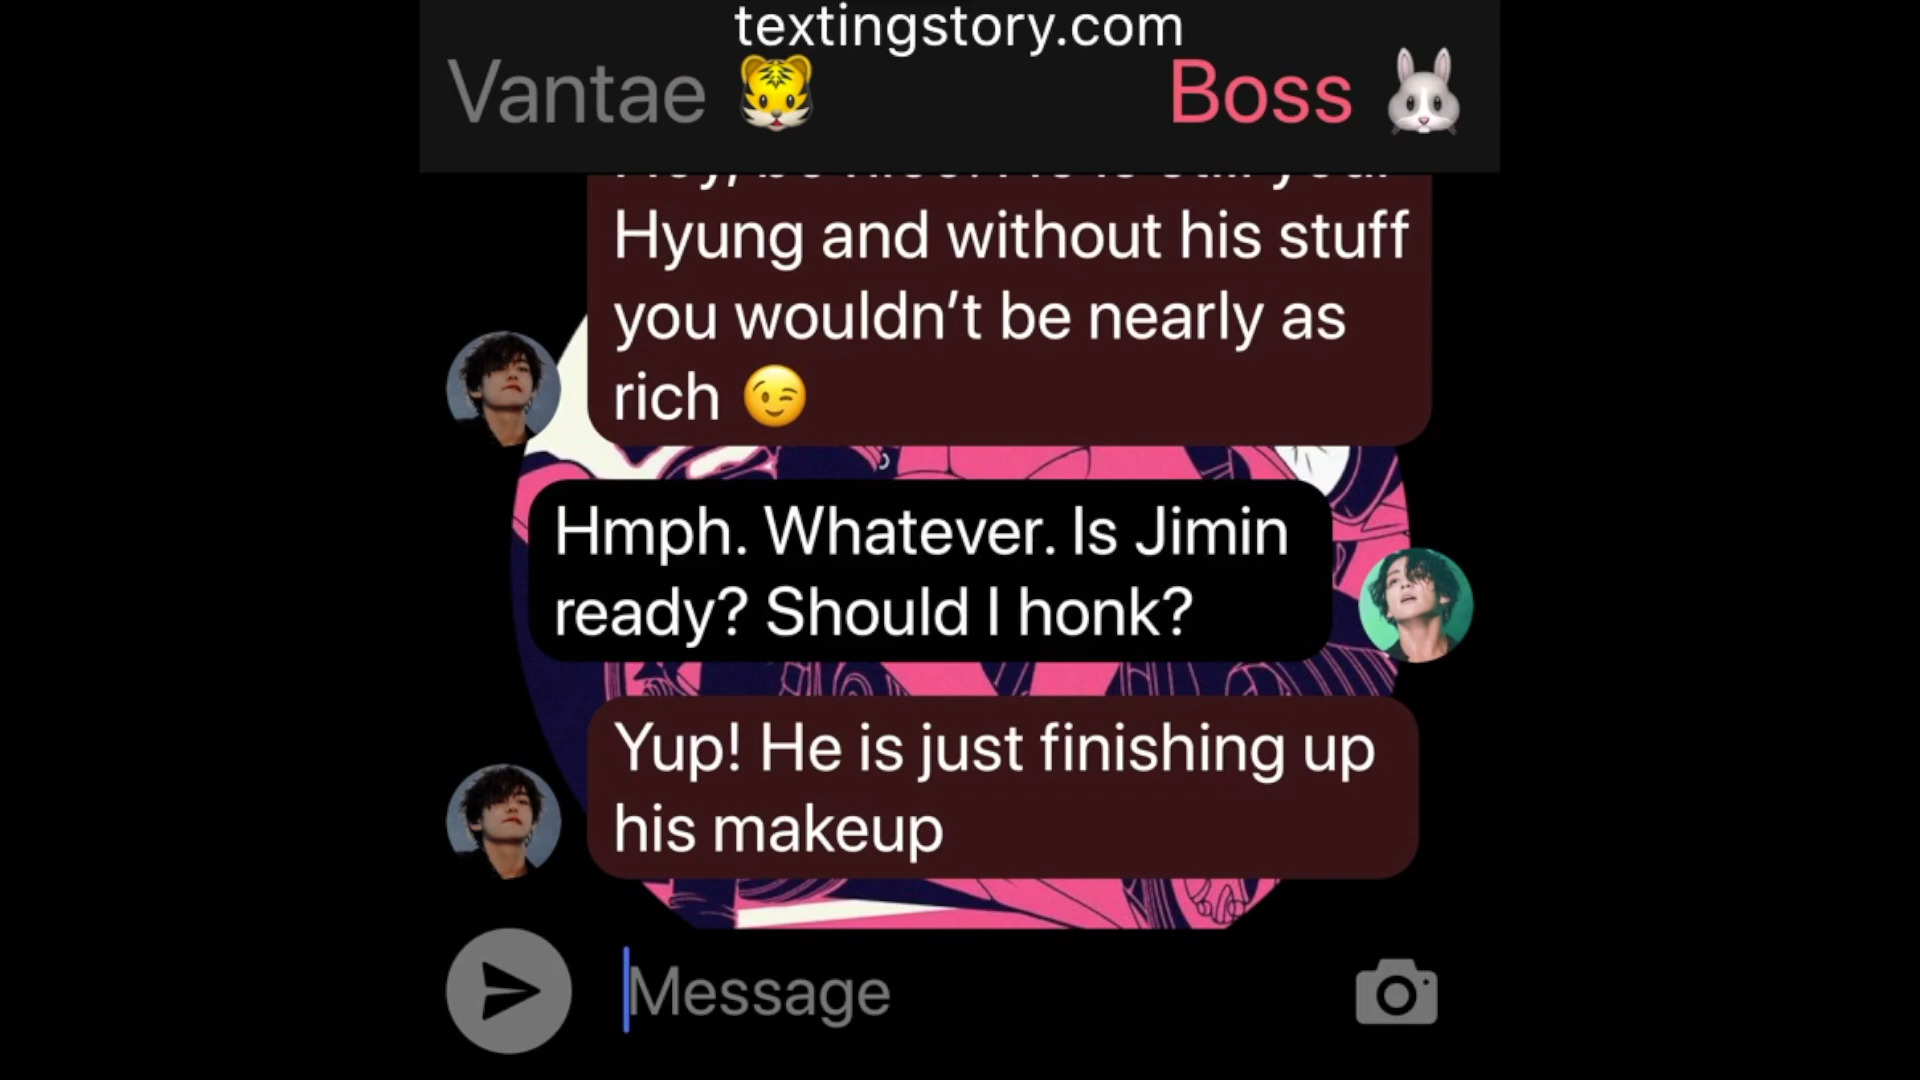 textingstory.com
Vantae 🐯 Boss 🐰
Hyung and without his stuff
you wouldn’t be nearly as
rich 😉
Hmph. Whatever. Is Jimin
ready? Should I honk?
Yup! He is just finishing up
his makeup
Message